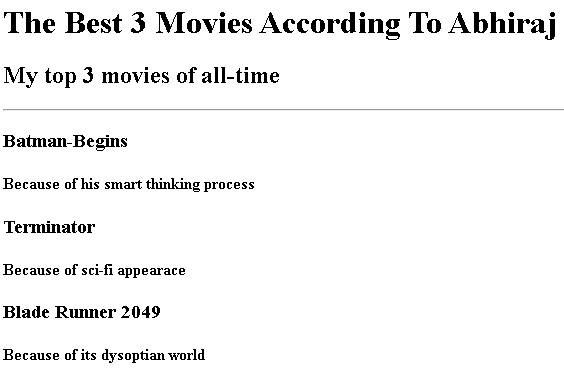 The Best 3 Movies According To Abhiraj
My top 3 movies of all-time
Batman-Begins
Because of his smart thinking process
Terminator
Because of sci-fi appearace
Blade Runner 2049
Because of its dysoptian world